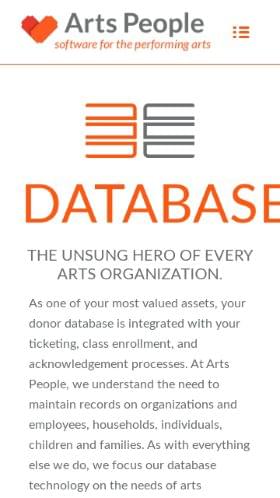 Arts People
software for the performing arts
DATABASE
THE UNSUNG HERO OF EVERY
ARTS ORGANIZATION.
As one of your most valued assets, your
donor database is integrated with your
ticketing, class enrollment, and
acknowledgement processes. At Arts
People, we understand the need to
maintain records on organizations and
employees, households, individuals,
children and families. As with everything
else we do, we focus our database
technology on the needs of arts